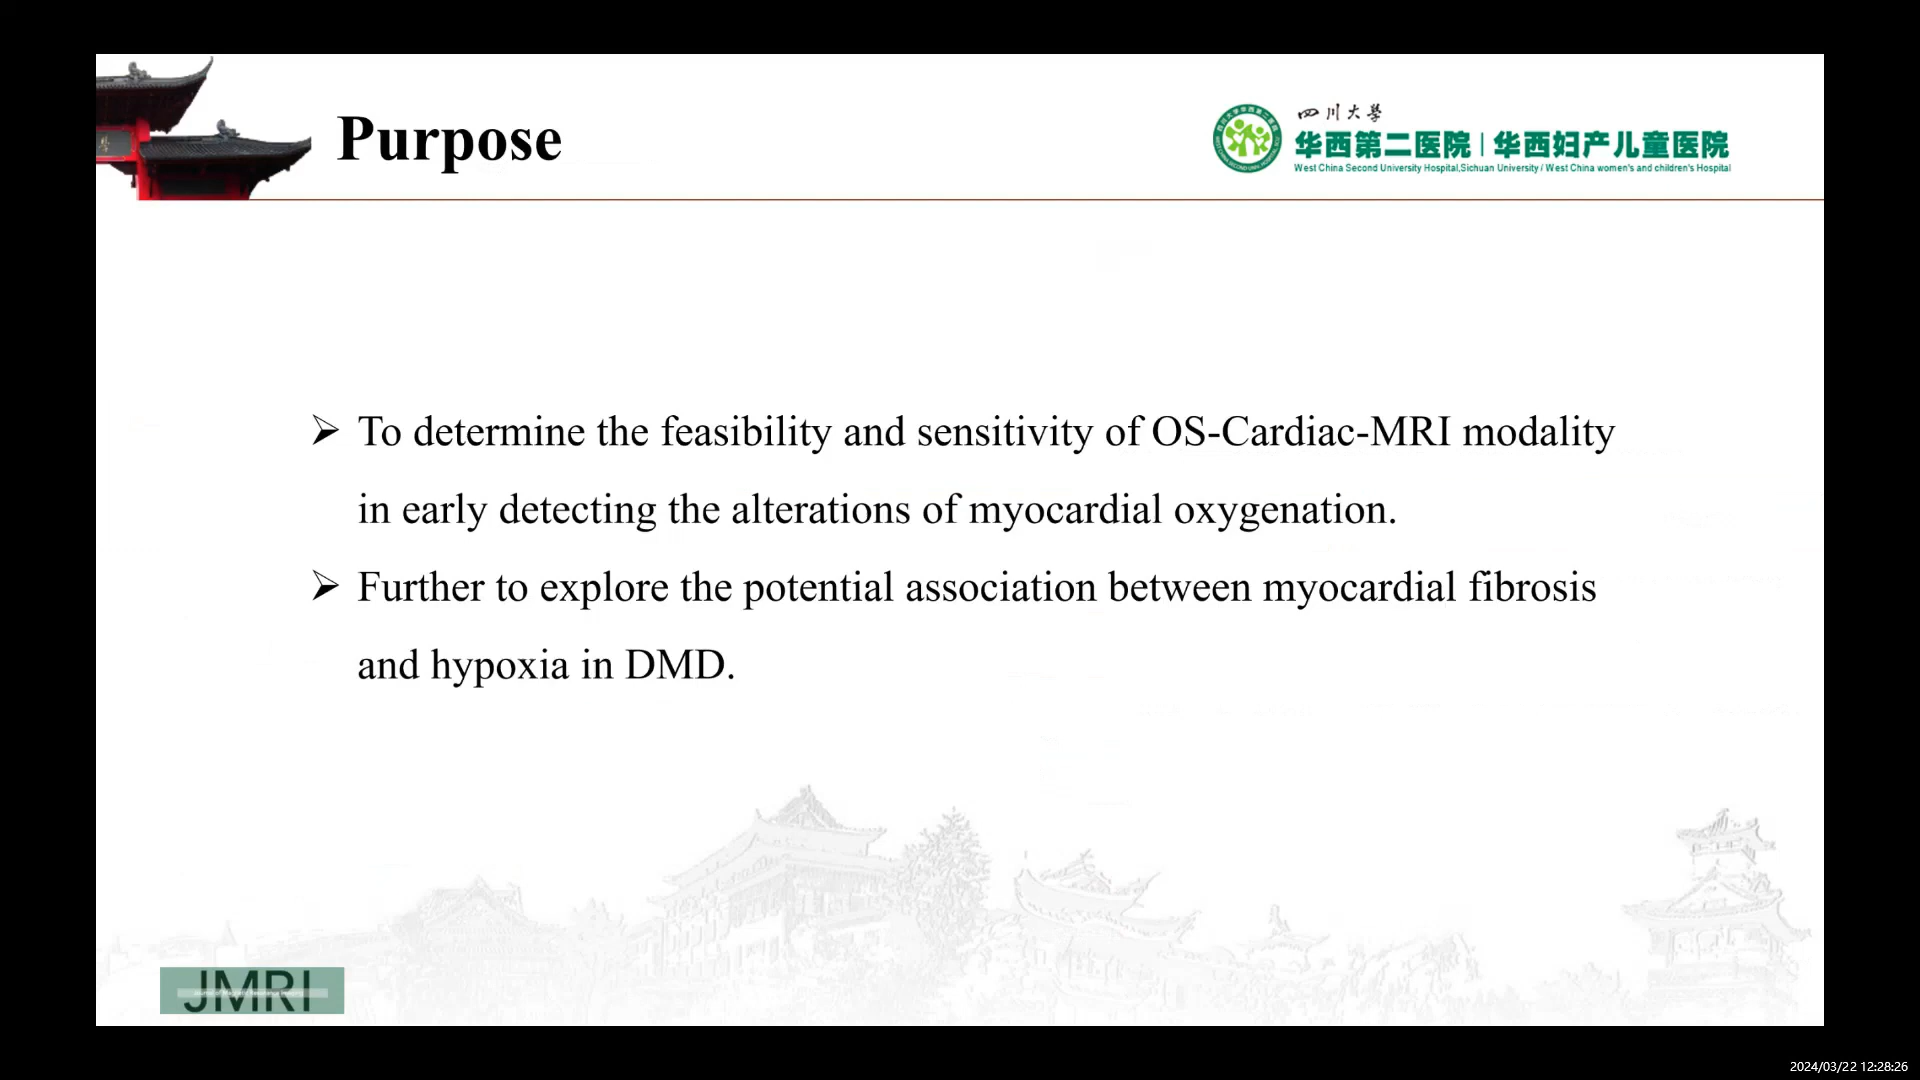 Purpose
四川大學
华西第二医院 | 华西妇产儿童医院
West China Second University Hospital,Sichuan University / West China women's and children's Hospital
➢ To determine the feasibility and sensitivity of OS-Cardiac-MRI modality
in early detecting the alterations of myocardial oxygenation.
➢ Further to explore the potential association between myocardial fibrosis
and hypoxia in DMD.
JMRI
2024/03/22 12:28:26